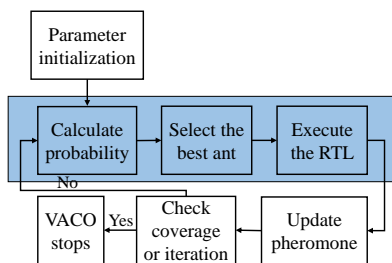 Parameter
initialization
Calculate
probability
Select the
best ant
Execute
the RTL
No
VACO
stops
Yes
Check
coverage
or iteration
Update
pheromone